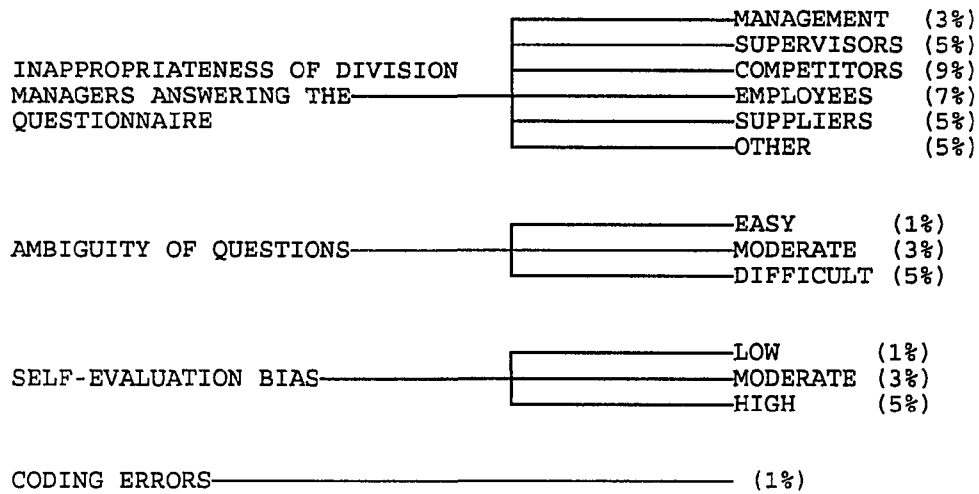 MANAGEMENT (3%)
SUPERVISORS (5%)
INAPPROPRIATENESS OF DIVISION COMPETITORS (9%)
MANAGERS ANSWERING THE EMPLOYEES (7%)
QUESTIONNAIRE SUPPLIERS (5%)
OTHER (5%)
EASY (1%)
AMBIGUITY OF QUESTIONS MODERATE (3%)
DIFFICULT (5%)
LOW (1%)
SELF-EVALUATION BIAS MODERATE (3%)
HIGH (5%)
CODING ERRORS (1%)